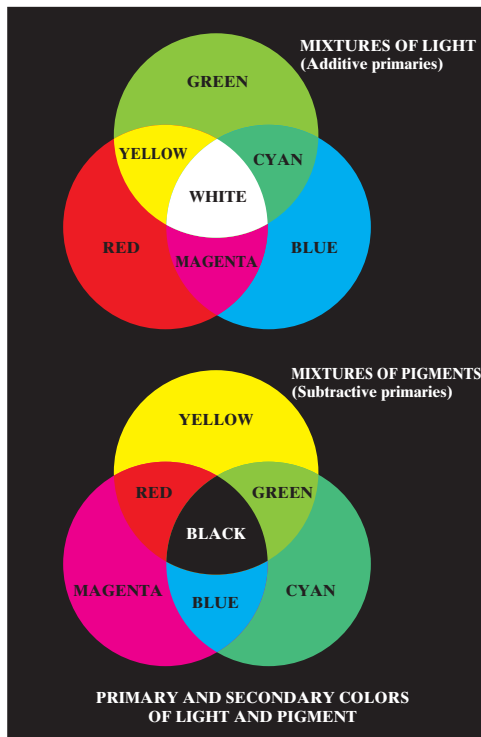 MIXTURES OF LIGHT
(Additive primaries)
GREEN
YELLOW
CYAN
WHITE
RED
BLUE
MAGENTA
MIXTURES OF PIGMENTS
(Subtractive primaries)
YELLOW
RED
GREEN
BLACK
MAGENTA
CYAN
BLUE
PRIMARY AND SECONDARY COLORS
OF LIGHT AND PIGMENT